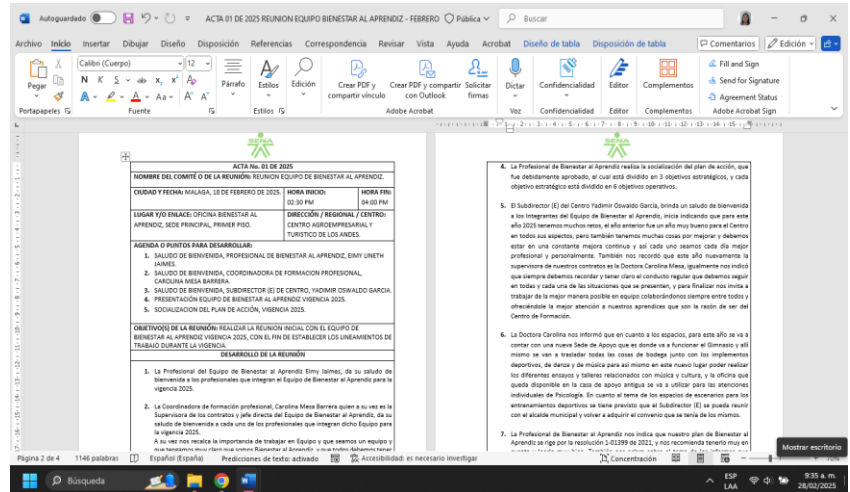 Autoguardado
ACTA 01 DE 2025 REUNION EQUIPO BIENESTAR AL APRENDIZ - FEBRERO
Público
Buscar
Archivo Inicio Insertar Dibujar Diseño Disposición Referencias Correspondencia Revisar Vista Ayuda Acrobat Diseño de tabla Disposición de tabla
Comentarios
Edición
Calibri (Cuerpo)
12
Pegar
N K S ab x₂ x²
A A Aa A A
Párrafo
Estilos
Edición
Crear PDF y compartir vínculo
Crear PDF y compartir con Outlook
Solicitar firmas
Dictar
Confidencialidad
Editor
Complementos
Fill and Sign
Send for Signature
Agreement Status
Portapapeles
Fuente
Estilos
Adobe Acrobat
Voz
Confidencialidad
Editor
Complementos
Adobe Acrobat Sign
SENA
ACTA No. 01 DE 2025
NOMBRE DEL COMITÉ O DE LA REUNIÓN: REUNION EQUIPO DE BIENESTAR AL APRENDIZ.
CIUDAD Y FECHA: MALAGA, 18 DE FEBRERO DE 2025.
HORA INICIO:
02:30 PM
HORA FIN:
04:00 PM
LUGAR Y/O ENLACE: OFICINA BIENESTAR AL
APRENDIZ, SEDE PRINCIPAL, PRIMER PISO.
DIRECCIÓN / REGIONAL / CENTRO:
CENTRO AGROEMPRESARIAL Y
TURISTICO DE LOS ANDES.
AGENDA O PUNTOS PARA DESARROLLAR:
1. SALUDO DE BIENVENIDA, PROFESIONAL DE BIENESTAR AL APRENDIZ, EIMY LINETH
JAIMES.
2. SALUDO DE BIENVENIDA, COORDINADORA DE FORMACION PROFESIONAL,
CAROLINA MESA BARRERA.
3. SALUDO DE BIENVENIDA, SUBDIRECTOR (E) DE CENTRO, YADIMIR OSWALDO GARCIA.
4. PRESENTACIÓN EQUIPO DE BIENESTAR AL APRENDIZ VIGENCIA 2025.
5. SOCIALIZACION DEL PLAN DE ACCIÓN, VIGENCIA 2025.
OBJETIVO(S) DE LA REUNIÓN: REALIZAR LA REUNION INICIAL CON EL EQUIPO DE
BIENESTAR AL APRENDIZ VIGENCIA 2025, CON EL FIN DE ESTABLECER LOS LINEAMIENTOS DE
TRABAJO DURANTE LA VIGENCIA.
DESARROLLO DE LA REUNIÓN
1. La Profesional del Equipo de Bienestar al Aprendiz Eimy Jaimes, da su saludo de
bienvenida a los profesionales que integran el Equipo de Bienestar al Aprendiz para la
vigencia 2025.
2. La Coordinadora de formación profesional, Carolina Mesa Barrera quien a su vez es la
Supervisora de los contratos y jefa directa del Equipo de Bienestar al Aprendiz, da su
saludo de bienvenida a cada uno de los profesionales que integran dicho Equipo para
la vigencia 2025.
A su vez nos recalca la importancia de trabajar en Equipo y que seamos un equipo y
que tengamos muy claro que somos Bienestar al Aprendiz, y que todos debemos tener
SENA
4. La Profesional de Bienestar al Aprendiz realiza la socialización del plan de acción, que
fue debidamente aprobado, el cual está dividido en 3 objetivos estratégicos, y cada
objetivo estratégico está dividido en 6 objetivos operativos.
5. El Subdirector (E) del Centro Yadimir Oswaldo García, brinda un saludo de bienvenida
a los Integrantes del Equipo de Bienestar al Aprendiz, inicia indicando que para este
año 2025 tenemos muchos retos, el año anterior fue un año muy bueno para el Centro
en todos sus aspectos, pero también tenemos muchas cosas por mejorar y debemos
estar en una constante mejora continua y así cada uno seamos cada día mejor
profesional y personalmente. También nos recordó que este año nuevamente la
supervisora de nuestros contratos es la Doctora Carolina Mesa, igualmente nos indicó
que siempre debemos recordar y tener claro el conducto regular que debemos seguir
en todas y cada una de las situaciones que se presenten, y para finalizar nos invita a
trabajar de la mejor manera posible en equipo colaborándonos siempre entre todos y
ofreciéndole la mejor atención a nuestros aprendices que son la razón de ser del
Centro de Formación.
6. La Doctora Carolina nos informó que en cuanto a los espacios, para este año se va a
contar con una nueva Sede de Apoyo que es donde va a funcionar el Gimnasio y allí
mismo se van a trasladar todas las cosas de bodega junto con los implementos
deportivos, de danza y de música para así mismo en este nuevo lugar poder realizar
los diferentes ensayos y talleres relacionados con música y cultura, y la oficina que
queda disponible en la casa de apoyo antigua se va a utilizar para las atenciones
individuales de Psicología. En cuanto al tema de los espacios de escenarios para los
entrenamientos deportivos se tiene previsto que el Subdirector (E) se pueda reunir
con el alcalde municipal y volver a adquirir el convenio que se tenía de los mismos.
7. La Profesional de Bienestar al Aprendiz nos indica que nuestro plan de Bienestar al
Aprendiz se rige por la resolución 1-01399 de 2021, y nos recomienda tenerlo muy en
Mostrar escritorio
Página 2 de 4 1146 palabras Español (España) Predicciones de texto: activado Accesibilidad: es necesario investigar Concentración 70%
Búsqueda
ESP
LAA
9:35 a. m.
28/02/2025